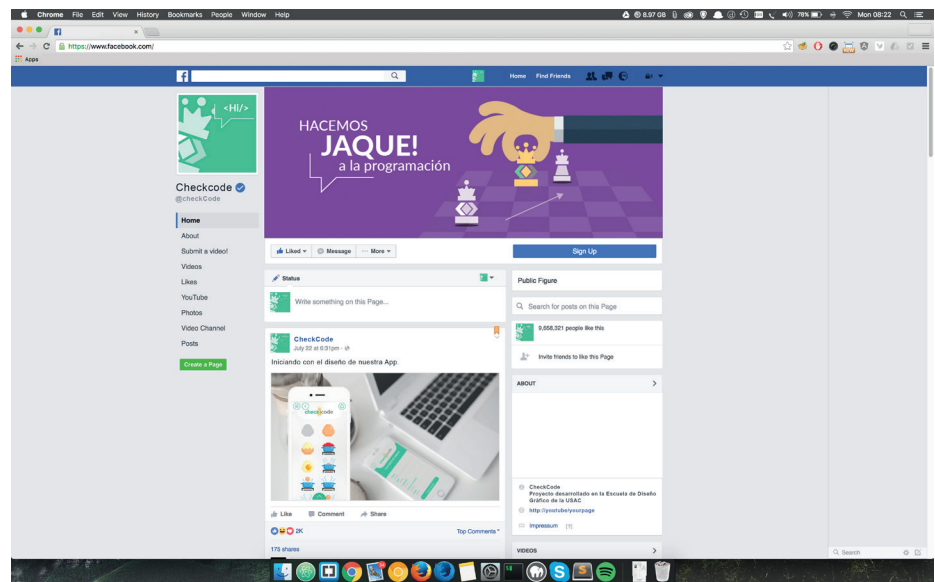 Chrome File Edit View History Bookmarks People Window Help
8.97 GB 78% Mon 08:22
https://www.facebook.com/
Apps
Home Find Friends
<Hi/>
HACEMOS
JAQUE!
a la programación
Checkcode
@checkCode
Home
About
Submit a video!
Videos
Likes
YouTube
Photos
Video Channel
Posts
Create a Page
Liked Message More
Sign Up
Status
Write something on this Page...
CheckCode
July 22 at 6:31pm
Iniciando con el diseño de nuestra App.
checkcode
Like Comment Share
2K Top Comments
175 shares
Public Figure
Search for posts on this Page
9,658,321 people like this
Invite friends to like this Page
ABOUT
CheckCode
Proyecto desarrollado en la Escuela de Diseño
Gráfico de la USAC
http://youtube/yourpage
Impressum [?]
VIDEOS
Search